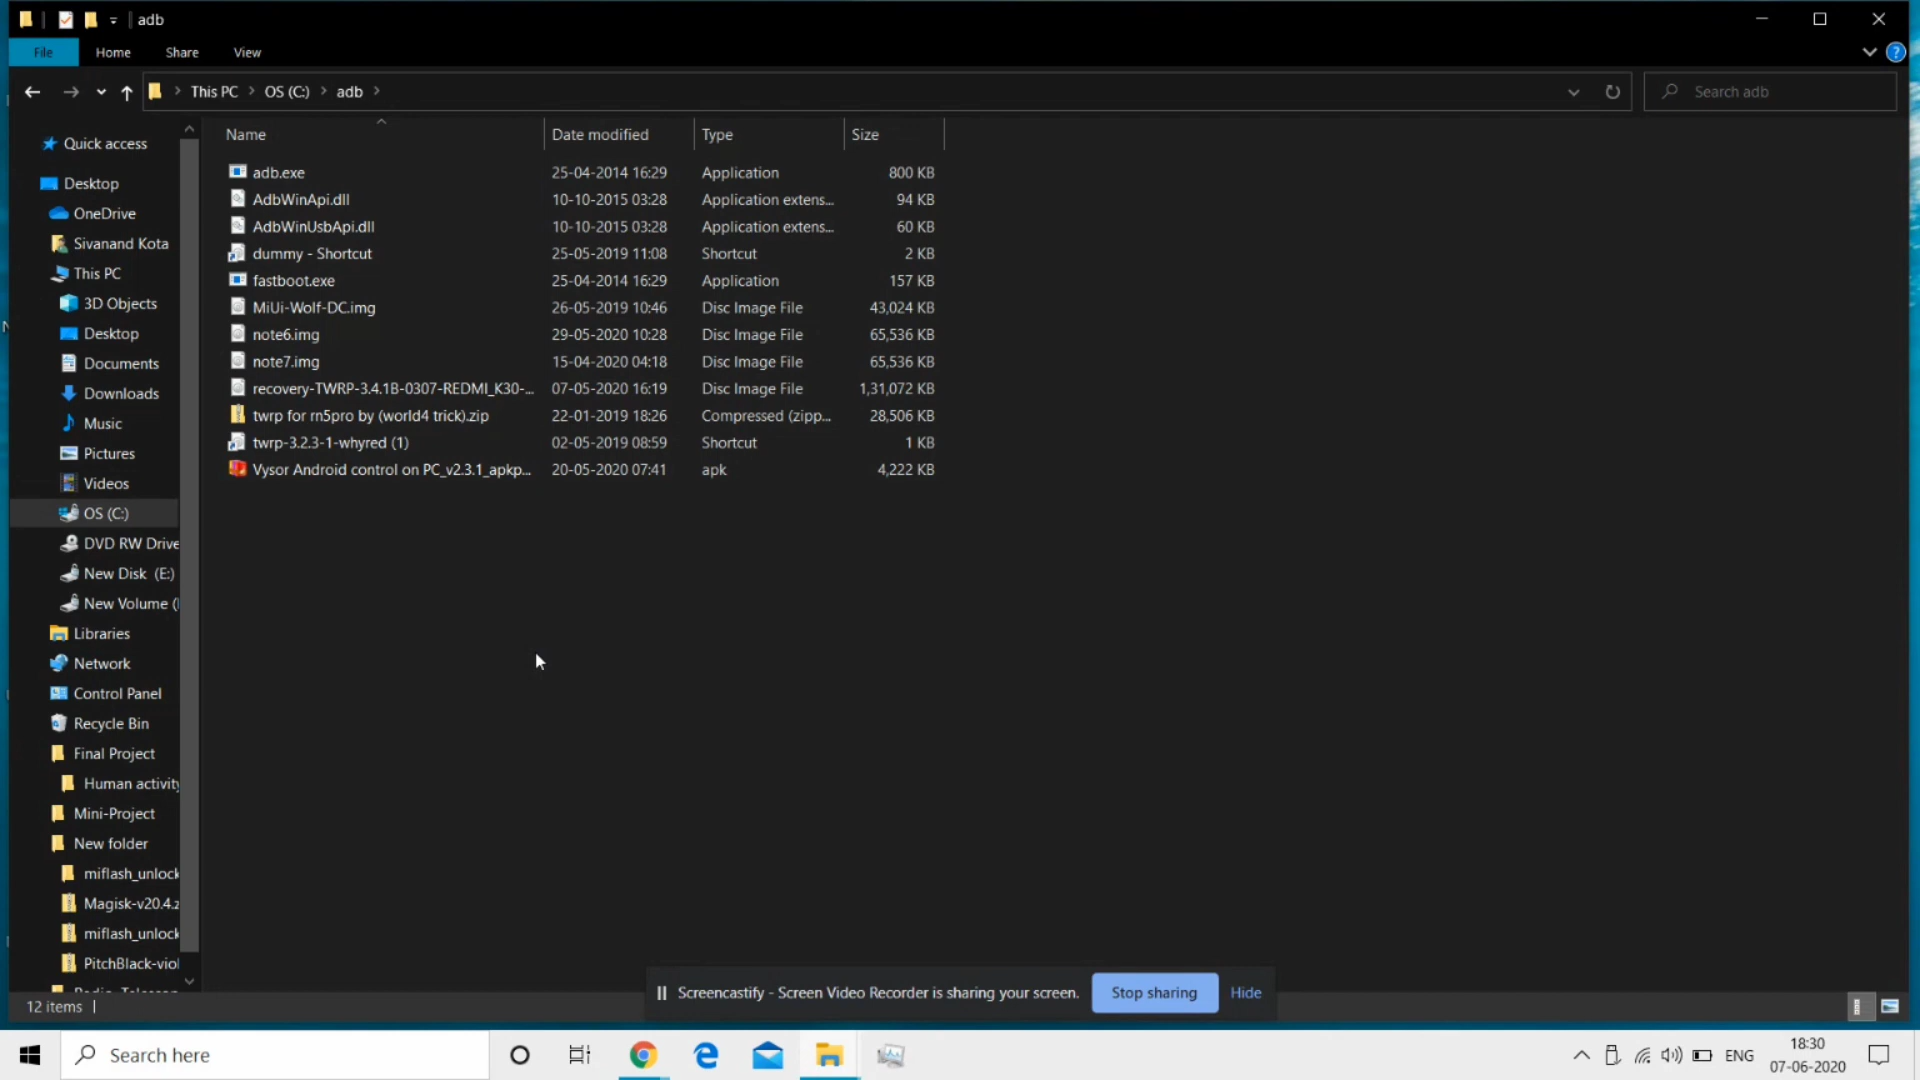 adb
File Home Share View
This PC OS (C:) adb
Search adb
Name Date modified Type Size
adb.exe 25-04-2014 16:29 Application 800 KB
AdbWinApi.dll 10-10-2015 03:28 Application extens... 94 KB
AdbWinUsbApi.dll 10-10-2015 03:28 Application extens... 60 KB
dummy - Shortcut 25-05-2019 11:08 Shortcut 2 KB
fastboot.exe 25-04-2014 16:29 Application 157 KB
MiUi-Wolf-DC.img 26-05-2019 10:46 Disc Image File 43,024 KB
note6.img 29-05-2020 10:28 Disc Image File 65,536 KB
note7.img 15-04-2020 04:18 Disc Image File 65,536 KB
recovery-TWRP-3.4.1B-0307-REDMI_K30-... 07-05-2020 16:19 Disc Image File 1,31,072 KB
twrp for rn5pro by (world4 trick).zip 22-01-2019 18:26 Compressed (zipp... 28,506 KB
twrp-3.2.3-1-whyred (1) 02-05-2019 08:59 Shortcut 1 KB
Vysor Android control on PC_v2.3.1_apkp... 20-05-2020 07:41 apk 4,222 KB
Quick access
Desktop
OneDrive
Sivanand Kota
This PC
3D Objects
Desktop
Documents
Downloads
Music
Pictures
Videos
OS (C:)
DVD RW Drive
New Disk (E:)
New Volume (
Libraries
Network
Control Panel
Recycle Bin
Final Project
Human activity
Mini-Project
New folder
miflash_unlock
Magisk-v20.4.z
miflash_unlock
PitchBlack-viol
12 items
Screencastify - Screen Video Recorder is sharing your screen. Stop sharing Hide
Search here
ENG
18:30
07-06-2020